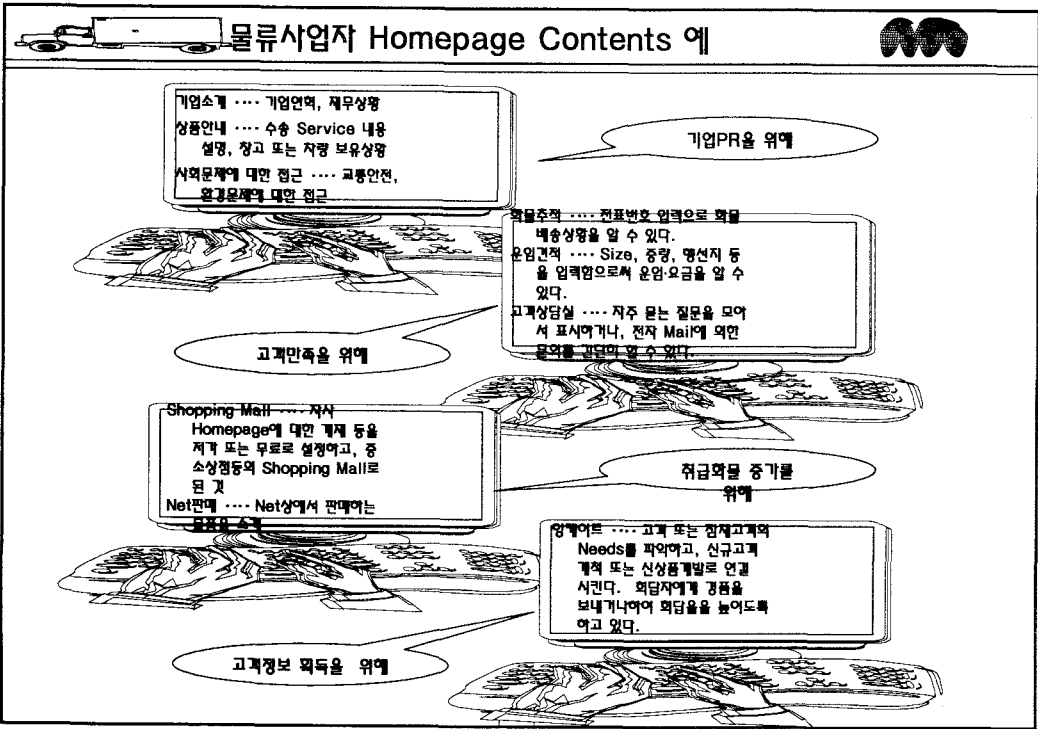 물류사업자 Homepage Contents 예
기업소개 ···· 기업연혁, 재무상황
상품안내 ···· 수송 Service 내용
설명, 창고 또는 차량 보유상황
사회문제에 대한 접근 ···· 교통안전,
환경문제에 대한 접근
기업PR을 위해
화물추적 ···· 전표번호 입력으로 화물
배송상황을 알 수 있다.
운임견적 ···· Size, 중량, 행선지 등
을 입력함으로써 운임·요금을 알 수
있다.
고객상담실 ···· 자주 묻는 질문을 모아
서 표시하거나, 전자 Mail에 의한
문의를 간단히 할 수 있다.
고객만족을 위해
Shopping Mall ···· 자사
Homepage에 대한 게재 등을
저가 또는 무료로 설정하고, 중
소상점등의 Shopping Mall로
된 것
Net판매 ···· Net상에서 판매하는
물품을 소개
취급화물 증가를
위해
앙케이트 ···· 고객 또는 잠재고객의
Needs를 파악하고, 신규고객
개척 또는 신상품개발로 연결
시킨다. 회답자에게 경품을
보내거나하여 회답율을 높이도록
하고 있다.
고객정보 획득을 위해